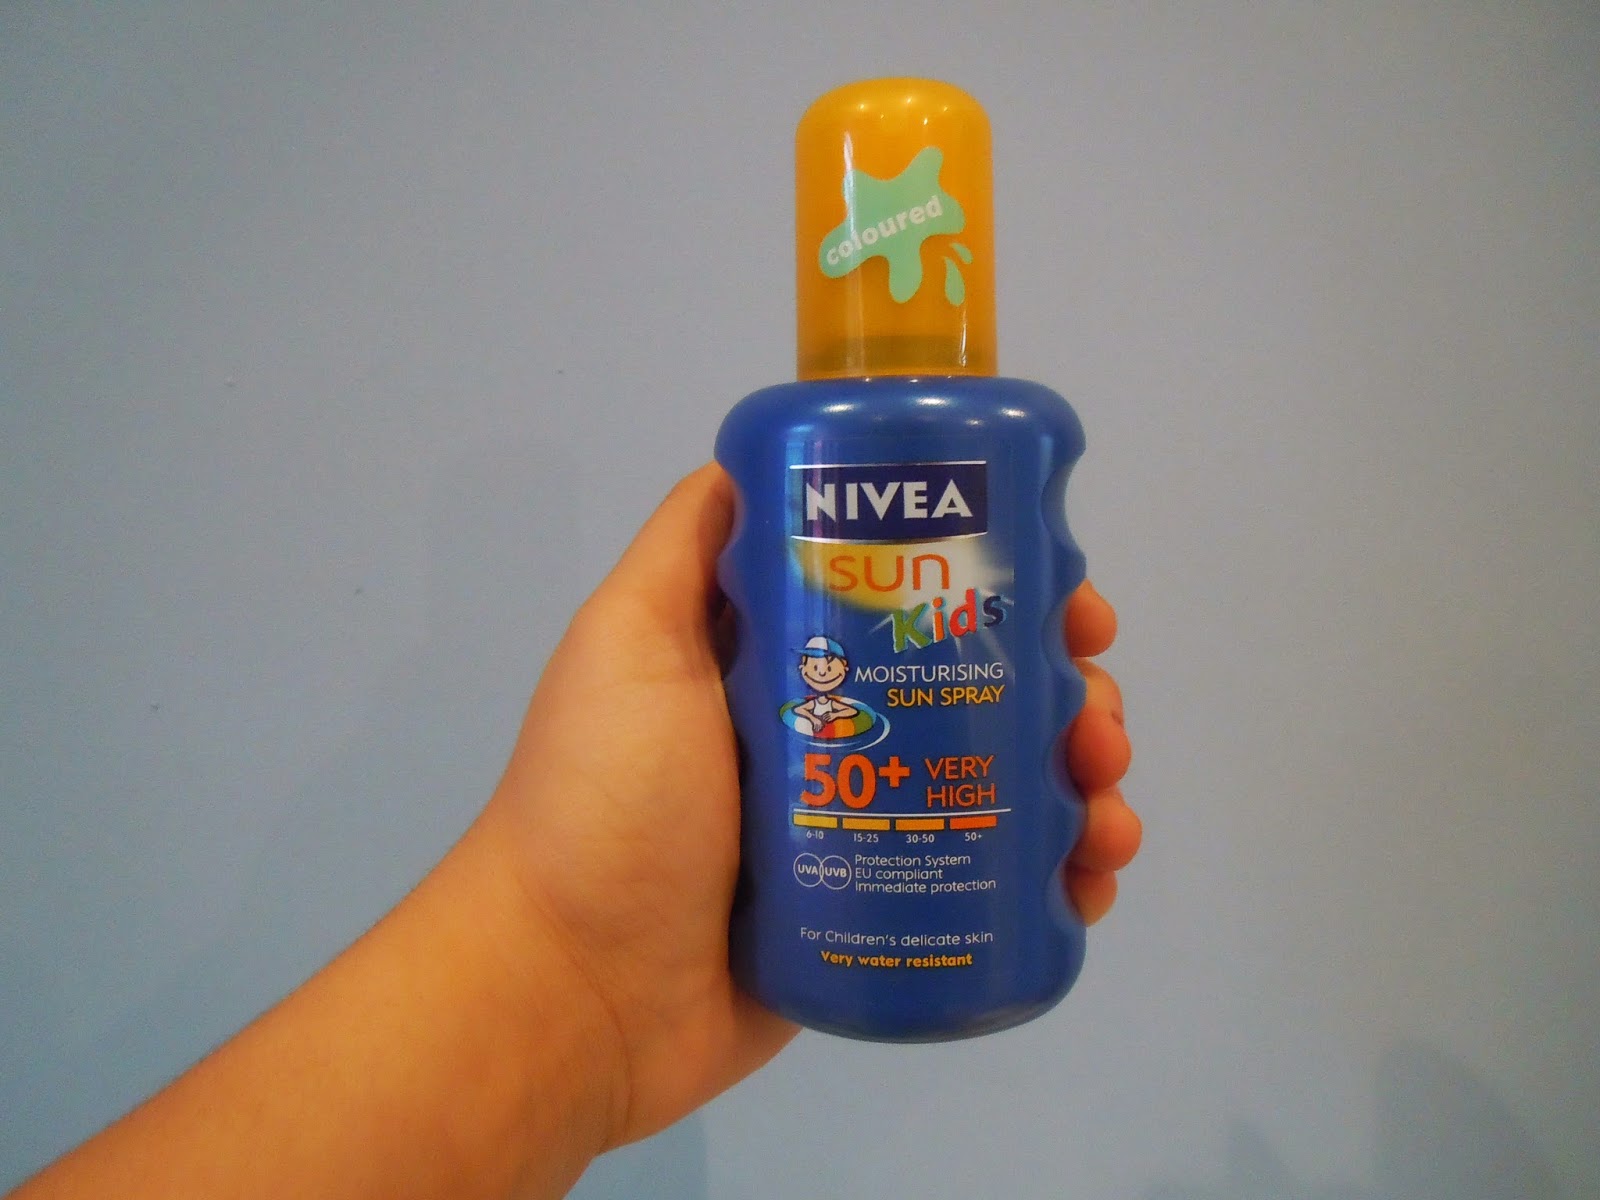 coloured
NIVEA
sun
Kids
MOISTURISING
SUN SPRAY
50+ VERY
HIGH
6-10 15-25 30-50 50+
UVA UVB
Protection System
EU compliant
Immediate protection
For Children's delicate skin
Very water resistant